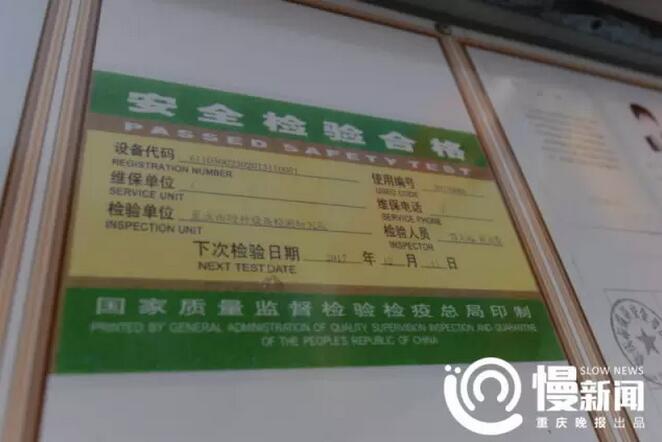 安全检验合格
PASSED SAFETY TEST
设备代码
REGISTRATION NUMBER
使用编号
USING CODE
维保单位 /
SERVICE UNIT
维保电话 /
SERVICE PHONE
检验单位
INSPECTION UNIT
检验人员
INSPECTOR
下次检验日期 2017 年 12 月 11 日
NEXT TEST DATE
国家质量监督检验检疫总局印制
PRINTED BY GENERAL ADMINISTRATION OF QUALITY SUPERVISION INSPECTION AND QUARANTINE
OF THE PEOPLE'S REPUBLIC OF CHINA
SLOW NEWS
慢新闻
重庆晚报出品